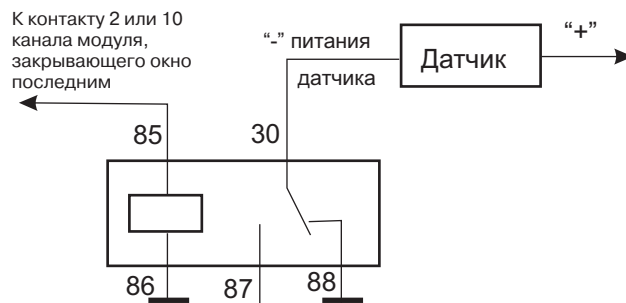 К контакту 2 или 10
канала модуля,
закрывающего окно
последним
“-” питания
датчика
Датчик
“+”
85
30
86
87
88